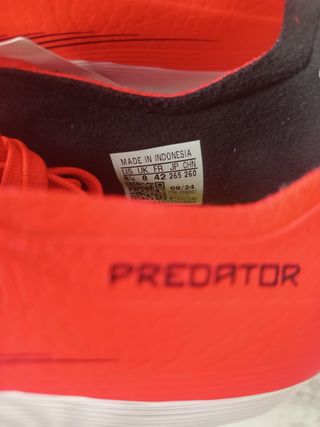 MADE IN INDONESIA
US UK FR JP CHN
8½ 8 42 265 260
09/24
PREDATOR